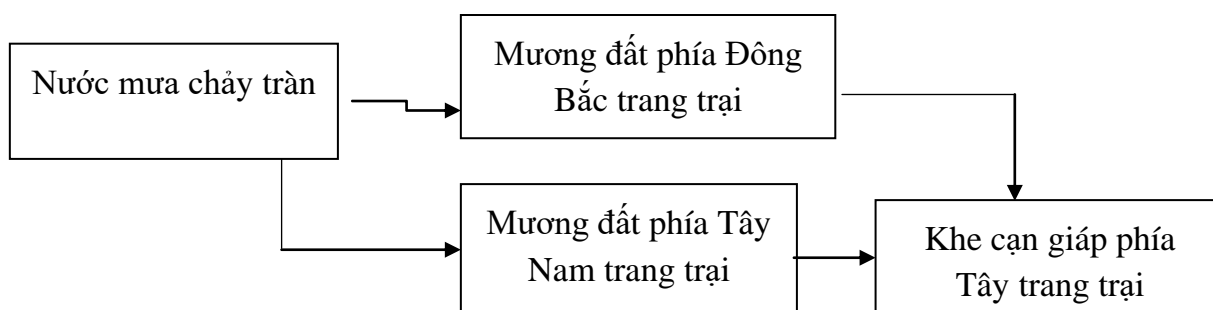 Nước mưa chảy tràn
Mương đất phía Đông
Bắc trang trại
Mương đất phía Tây
Nam trang trại
Khe cạn giáp phía
Tây trang trại